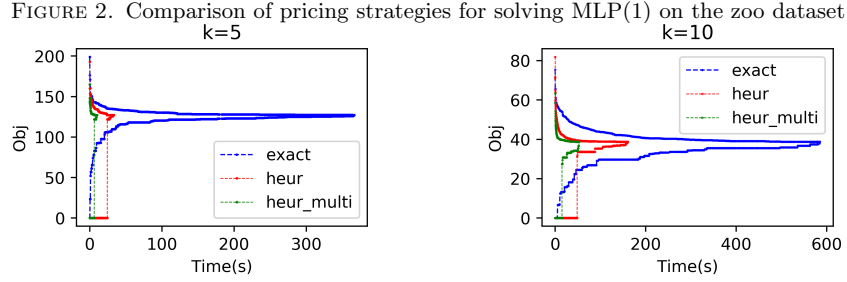 FIGURE 2. Comparison of pricing strategies for solving MLP(1) on the zoo dataset
k=5
200
150
100
50
0
Obj
0
100
200
300
Time(s)
exact
heur
heur_multi
k=10
80
60
40
20
0
Obj
0
200
400
600
Time(s)
exact
heur
heur_multi